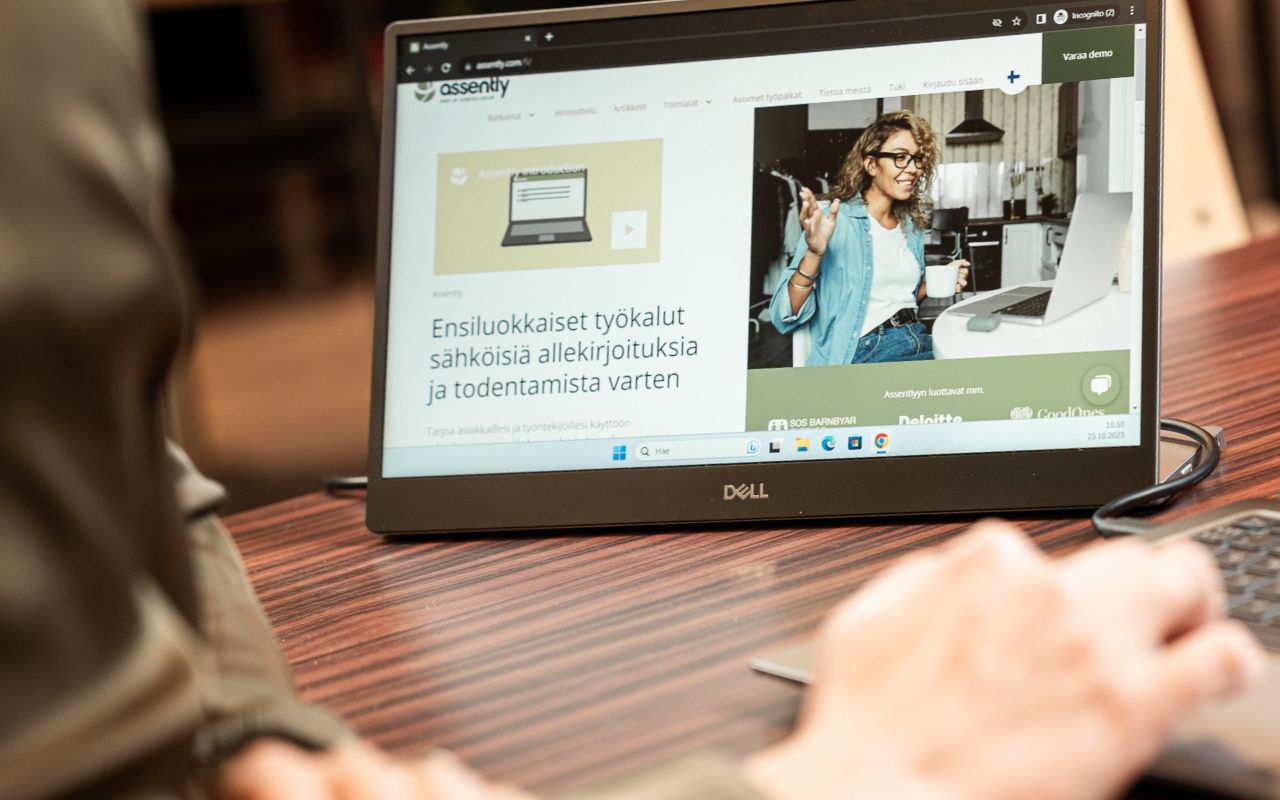 Assently
Incognito (2)
assently.com/fi/
assently
Varaa demo
Ratkaisut
Hinnoittelu
Artikkelit
Toimialat
Avoimet työpaikat
Tietoa meistä
Tuki
Kirjaudu sisään
Assently Introduction
Assently
Ensiluokkaiset työkalut
sähköisiä allekirjoituksia
ja todentamista varten
Tarjoa asiakkaillesi ja työntekijöillesi käyttöön
Assentlyyn luottavat mm.
SOS BARNBYAR
Deloitte
GoodOnes
Hae
10:50
25.10.2023
DELL